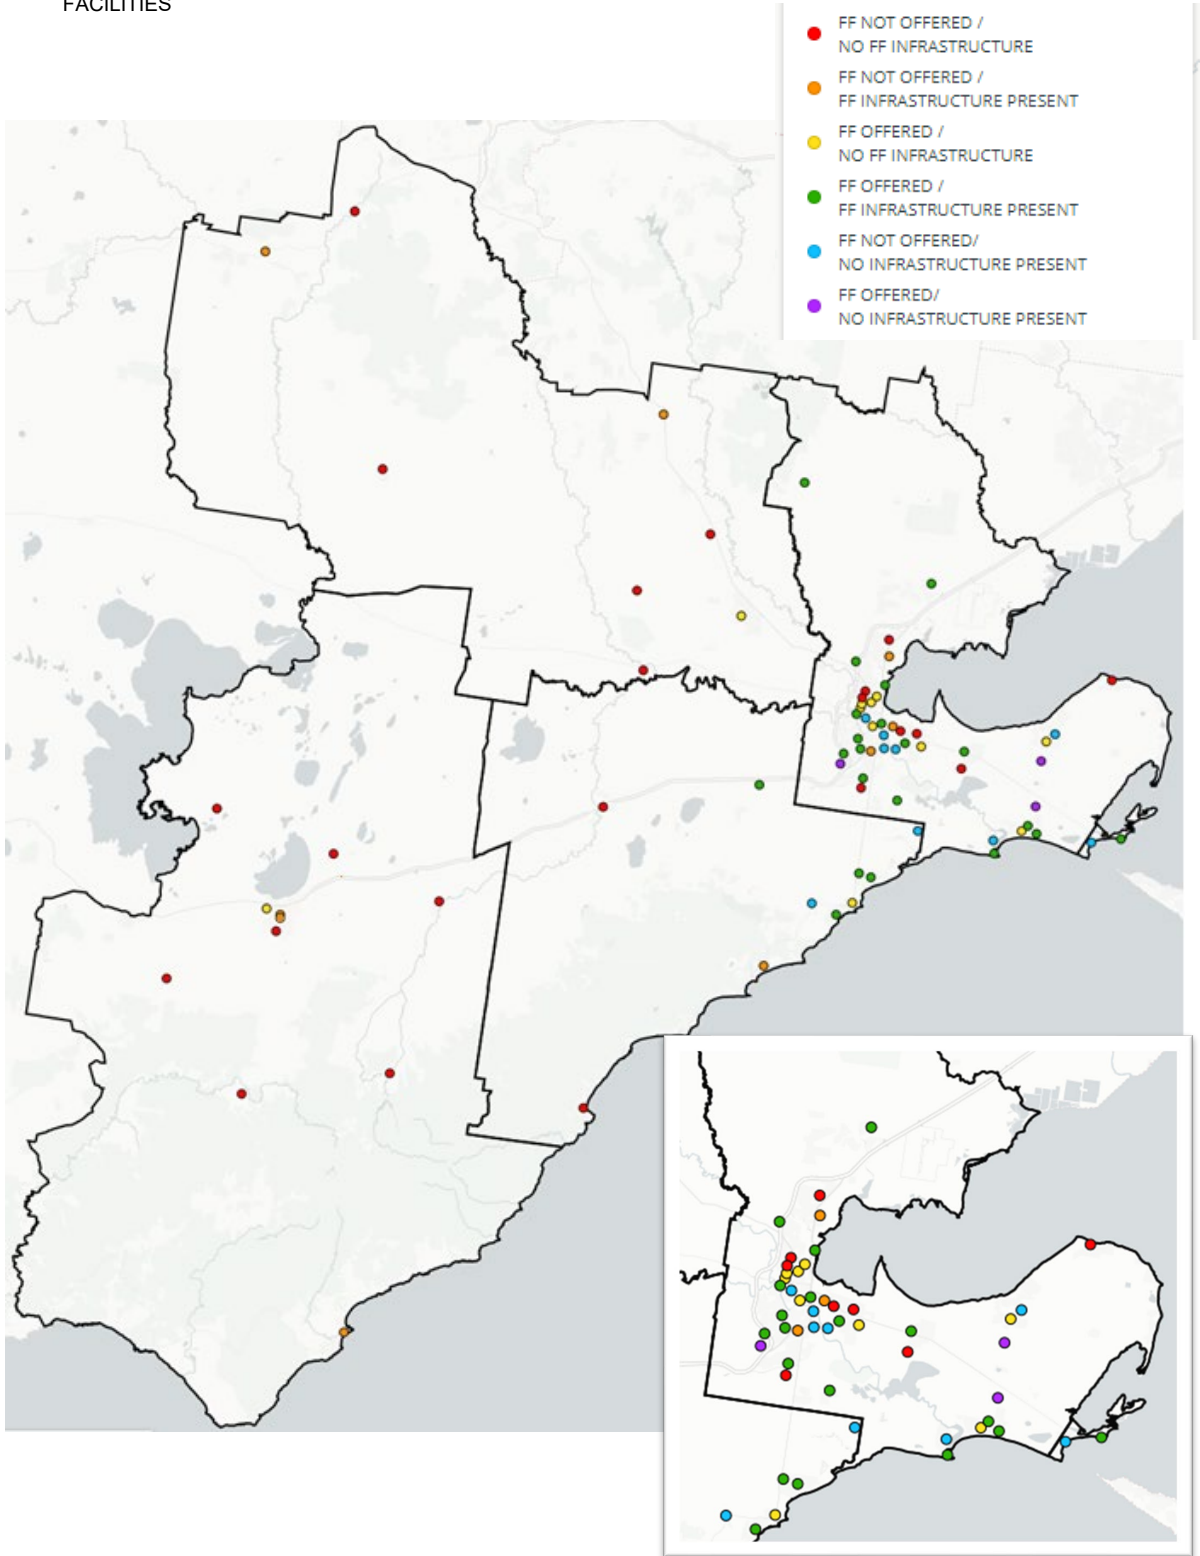 FACILITIES
FF NOT OFFERED /
NO FF INFRASTRUCTURE
FF NOT OFFERED /
FF INFRASTRUCTURE PRESENT
FF OFFERED /
NO FF INFRASTRUCTURE
FF OFFERED /
FF INFRASTRUCTURE PRESENT
FF NOT OFFERED/
NO INFRASTRUCTURE PRESENT
FF OFFERED/
NO INFRASTRUCTURE PRESENT